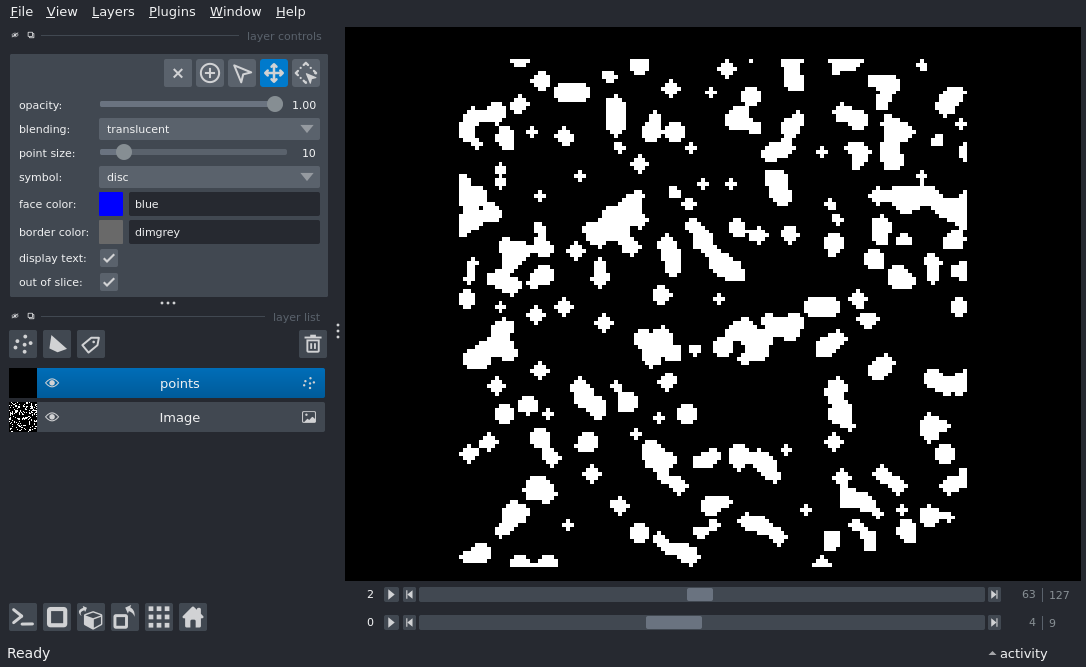 File View Layers Plugins Window Help
layer controls
opacity: 1.00
blending: translucent
point size: 10
symbol: disc
face color: blue
border color: dimgrey
display text:
out of slice:
layer list
points
Image
2 63 127
0 4 9
Ready activity